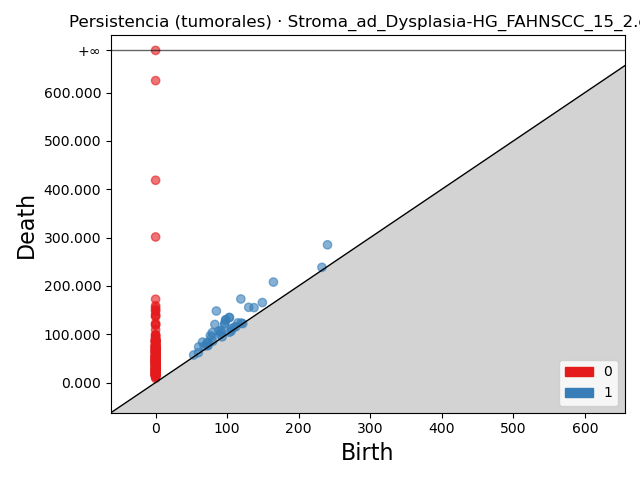 Persistencia (tumorales) · Stroma_ad_Dysplasia-HG_FAHNSCC_15_2.
+∞
600.000
500.000
400.000
300.000
200.000
100.000
0.000
Death
0
1
0 100 200 300 400 500 600
Birth